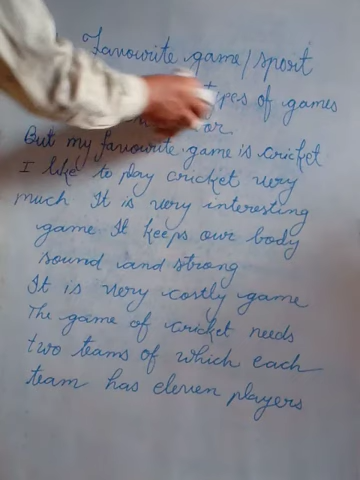 Favourite game/sport
types of games
or
But my favourite game is cricket
I like to play cricket very
much It is very interesting
game It keeps our body
sound and strong
It is very costly game
The game of cricket needs
two teams of which each
team has eleven players